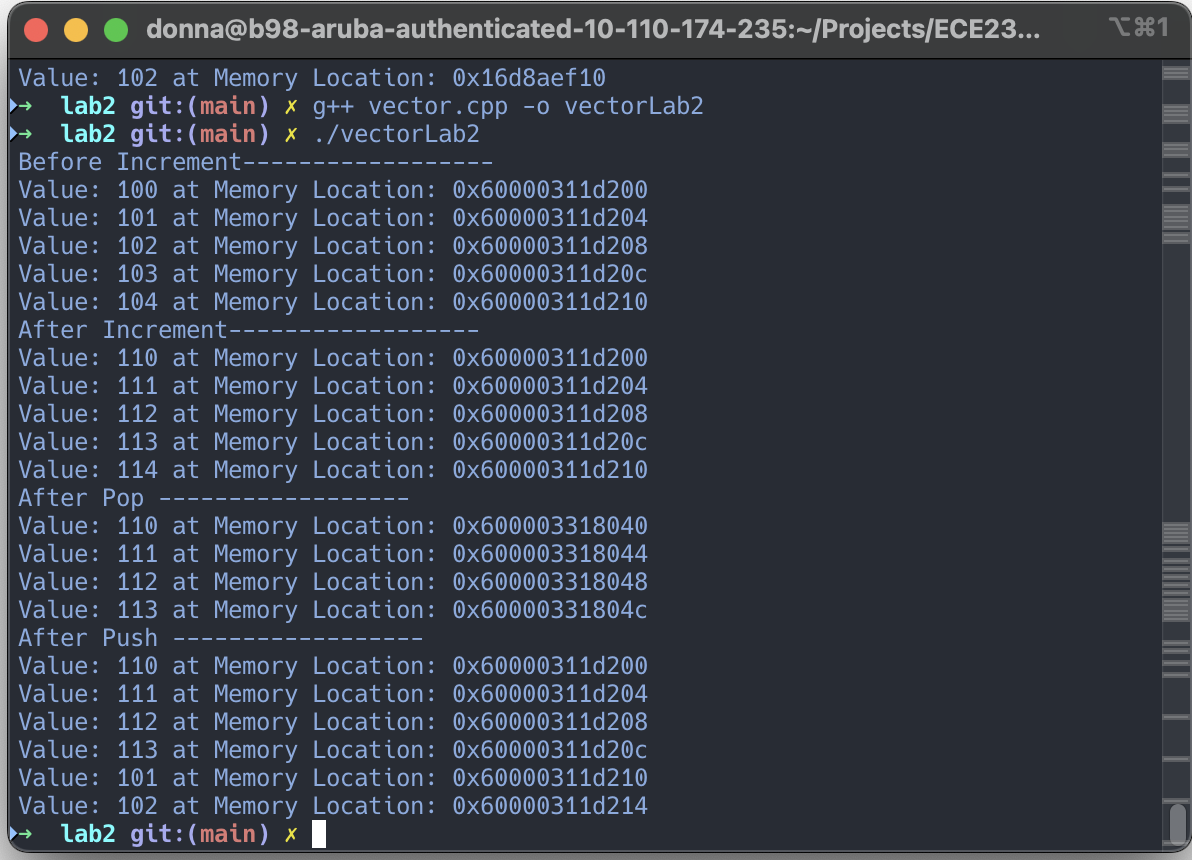 donna@b98-aruba-authenticated-10-110-174-235:~/Projects/ECE23... ⌥⌘1
Value: 102 at Memory Location: 0x16d8aef10
→ lab2 git:(main) ✗ g++ vector.cpp -o vectorLab2
→ lab2 git:(main) ✗ ./vectorLab2
Before Increment------------------
Value: 100 at Memory Location: 0x60000311d200
Value: 101 at Memory Location: 0x60000311d204
Value: 102 at Memory Location: 0x60000311d208
Value: 103 at Memory Location: 0x60000311d20c
Value: 104 at Memory Location: 0x60000311d210
After Increment------------------
Value: 110 at Memory Location: 0x60000311d200
Value: 111 at Memory Location: 0x60000311d204
Value: 112 at Memory Location: 0x60000311d208
Value: 113 at Memory Location: 0x60000311d20c
Value: 114 at Memory Location: 0x60000311d210
After Pop ------------------
Value: 110 at Memory Location: 0x600003318040
Value: 111 at Memory Location: 0x600003318044
Value: 112 at Memory Location: 0x600003318048
Value: 113 at Memory Location: 0x60000331804c
After Push ------------------
Value: 110 at Memory Location: 0x60000311d200
Value: 111 at Memory Location: 0x60000311d204
Value: 112 at Memory Location: 0x60000311d208
Value: 113 at Memory Location: 0x60000311d20c
Value: 101 at Memory Location: 0x60000311d210
Value: 102 at Memory Location: 0x60000311d214
→ lab2 git:(main) ✗